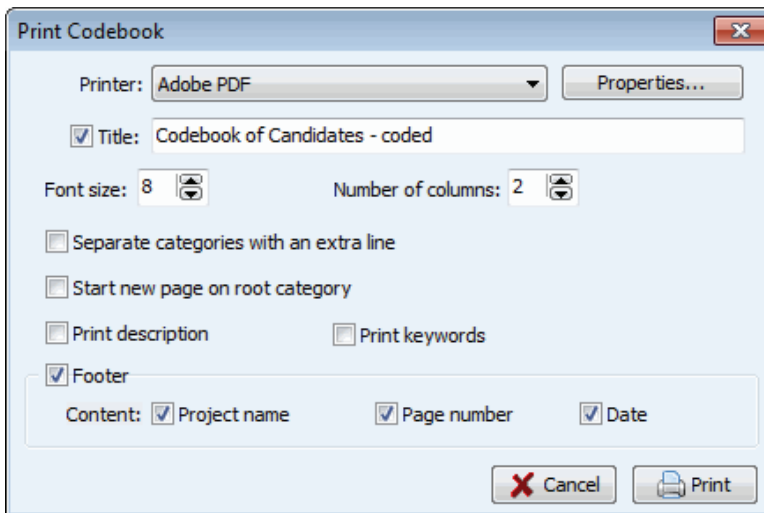 Print Codebook
Printer: Adobe PDF Properties...
Title: Codebook of Candidates - coded
Font size: 8 Number of columns: 2
Separate categories with an extra line
Start new page on root category
Print description Print keywords
Footer
Content: Project name Page number Date
Cancel Print